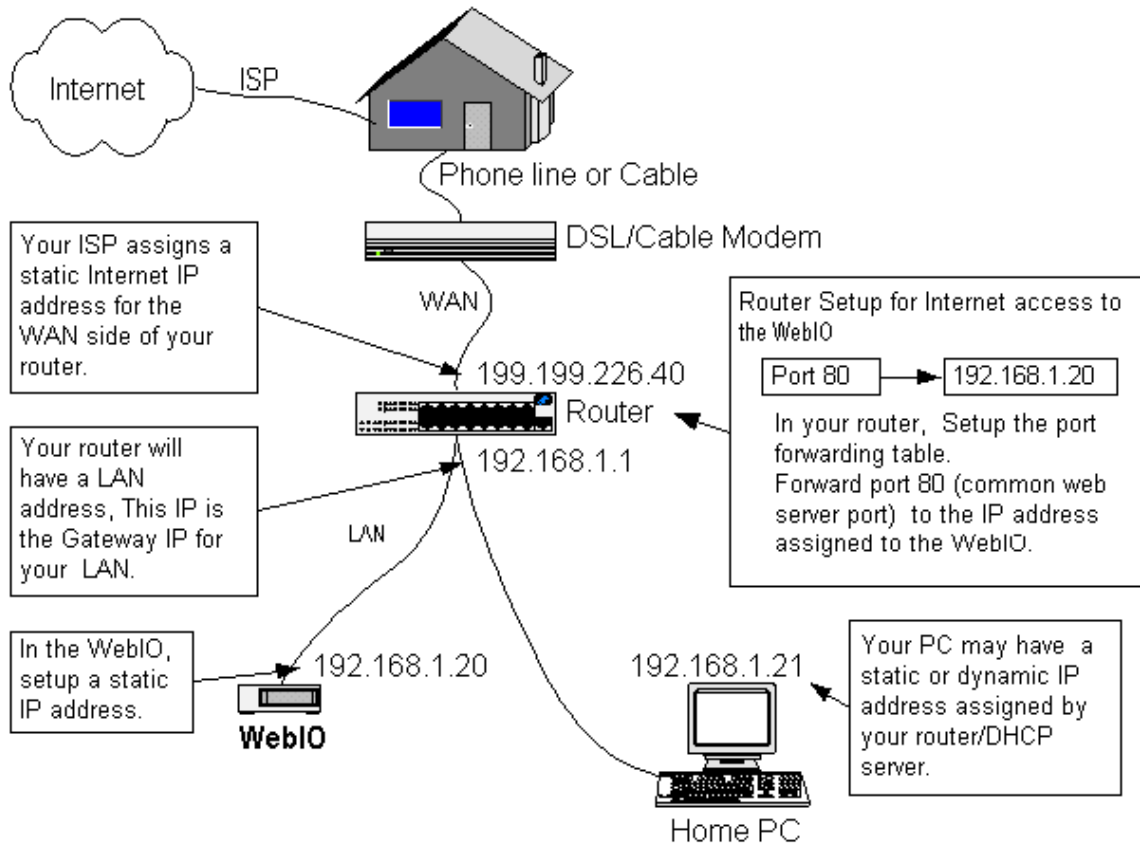 Internet
ISP
Phone line or Cable
DSL/Cable Modem
Your ISP assigns a
static Internet IP
address for the
WAN side of your
router.
WAN
199.199.226.40
Router
192.168.1.1
Router Setup for Internet access to
the WebIO
Port 80
192.168.1.20
In your router, Setup the port
forwarding table.
Forward port 80 (common web
server port) to the IP address
assigned to the WebIO.
Your router will
have a LAN
address, This IP is
the Gateway IP for
your LAN.
LAN
In the WebIO,
setup a static
IP address.
192.168.1.20
WebIO
192.168.1.21
Home PC
Your PC may have a
static or dynamic IP
address assigned by
your router/DHCP
server.